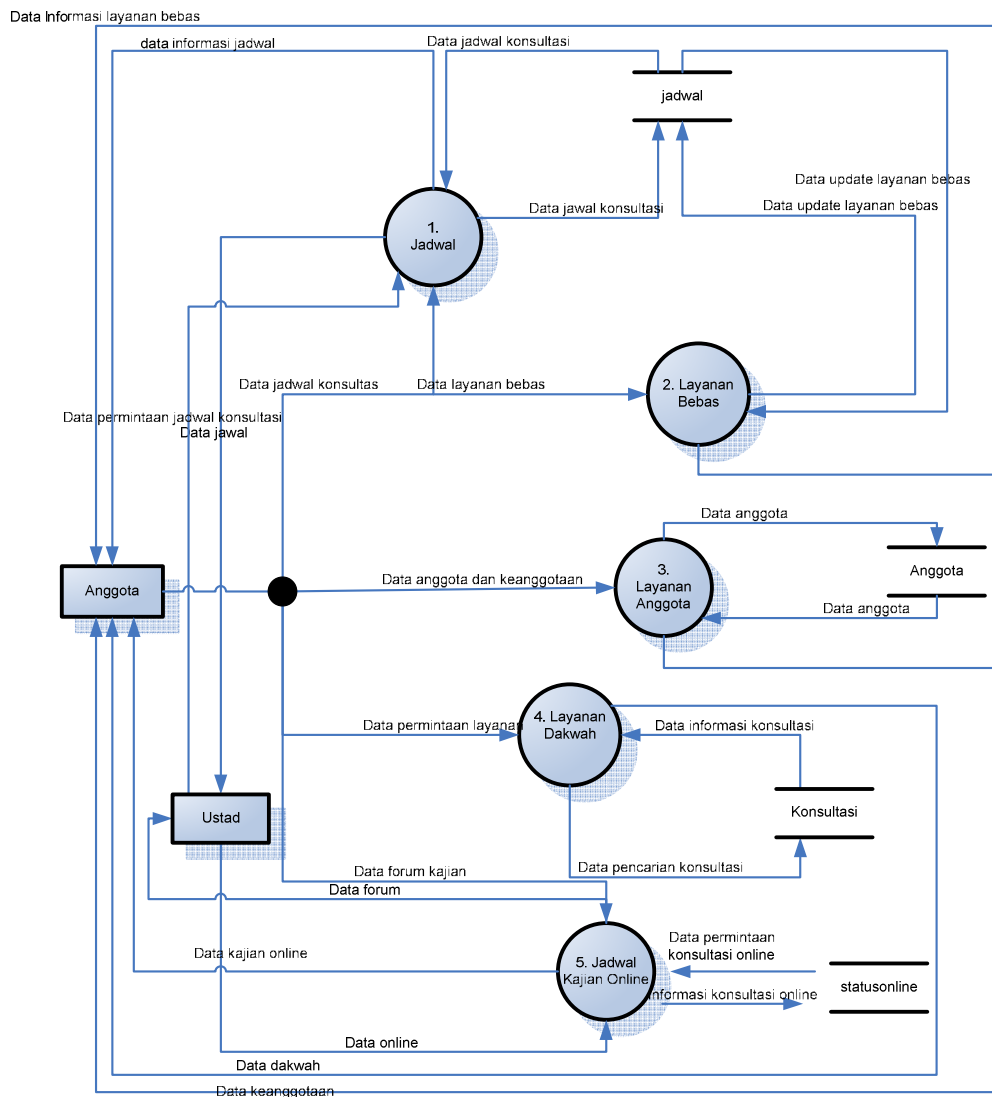 Data Informasi layanan bebas
data informasi jadwal
Data jadwal konsultasi
jadwal
Data update layanan bebas
Data update layanan bebas
Data jawal konsultasi
1.
Jadwal
Data jadwal konsultas
Data layanan bebas
2. Layanan
Bebas
Data permintaan jadwal konsultasi
Data jawal
Data anggota
Anggota
Data anggota dan keanggotaan
3.
Layanan
Anggota
Anggota
Data anggota
Data permintaan layanan
4. Layanan
Dakwah
Data informasi konsultasi
Ustad
Konsultasi
Data pencarian konsultasi
Data forum kajian
Data forum
Data kajian online
5. Jadwal
Kajian Online
Data permintaan
konsultasi online
informasi konsultasi online
statusonline
Data online
Data dakwah
Data keanggotaan